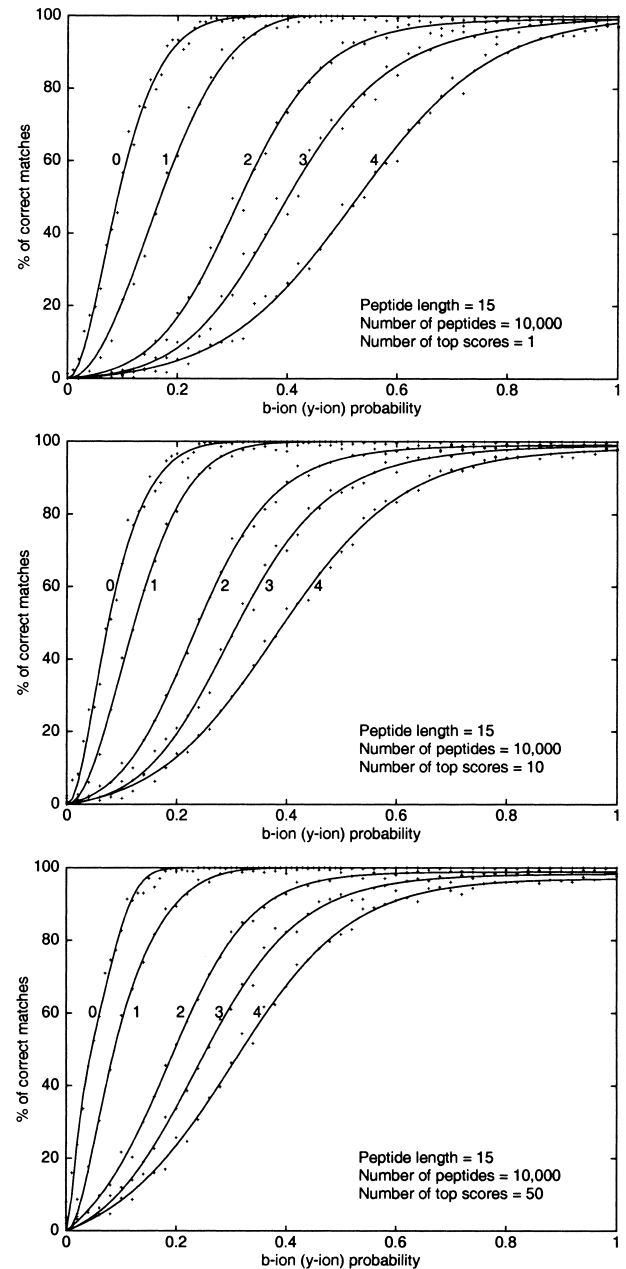 100
80
60
40
20
0
% of correct matches
0 1 2 3 4
Peptide length = 15
Number of peptides = 10,000
Number of top scores = 1
0 0.2 0.4 0.6 0.8 1
b-ion (y-ion) probability
100
80
60
40
20
0
% of correct matches
0 1 2 3 4
Peptide length = 15
Number of peptides = 10,000
Number of top scores = 10
0 0.2 0.4 0.6 0.8 1
b-ion (y-ion) probability
100
80
60
40
20
0
% of correct matches
0 1 2 3 4
Peptide length = 15
Number of peptides = 10,000
Number of top scores = 50
0 0.2 0.4 0.6 0.8 1
b-ion (y-ion) probability